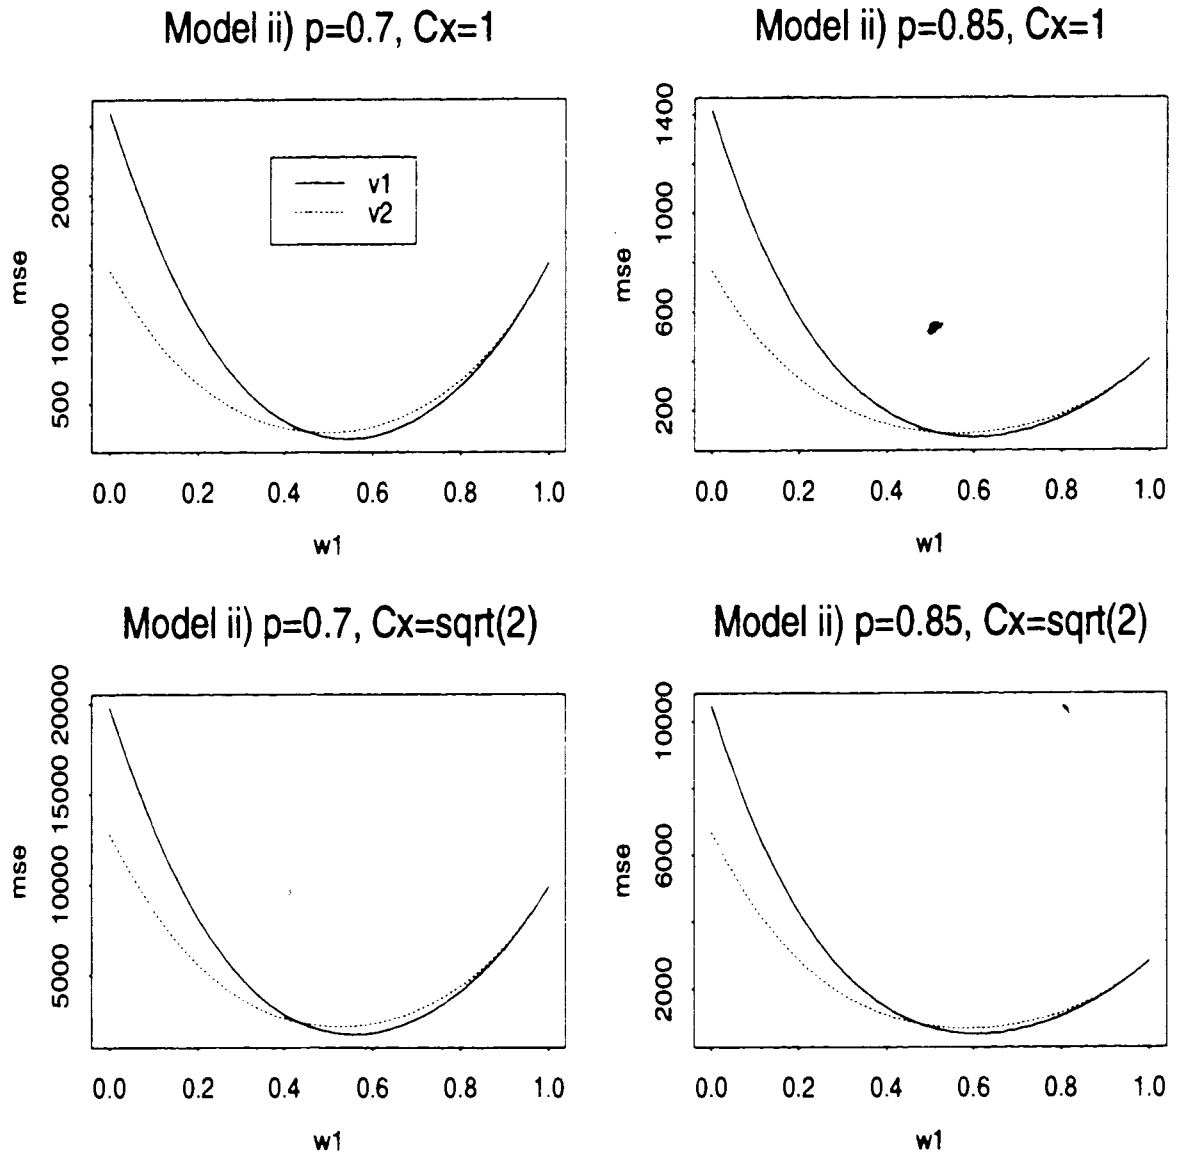 Model ii) p=0.7, Cx=1
2000
1000
500
mse
v1
v2
0.0 0.2 0.4 0.6 0.8 1.0
w1
Model ii) p=0.85, Cx=1
1400
1000
600
200
mse
0.0 0.2 0.4 0.6 0.8 1.0
w1
Model ii) p=0.7, Cx=sqrt(2)
20000
15000
10000
5000
mse
0.0 0.2 0.4 0.6 0.8 1.0
w1
Model ii) p=0.85, Cx=sqrt(2)
10000
6000
2000
mse
0.0 0.2 0.4 0.6 0.8 1.0
w1